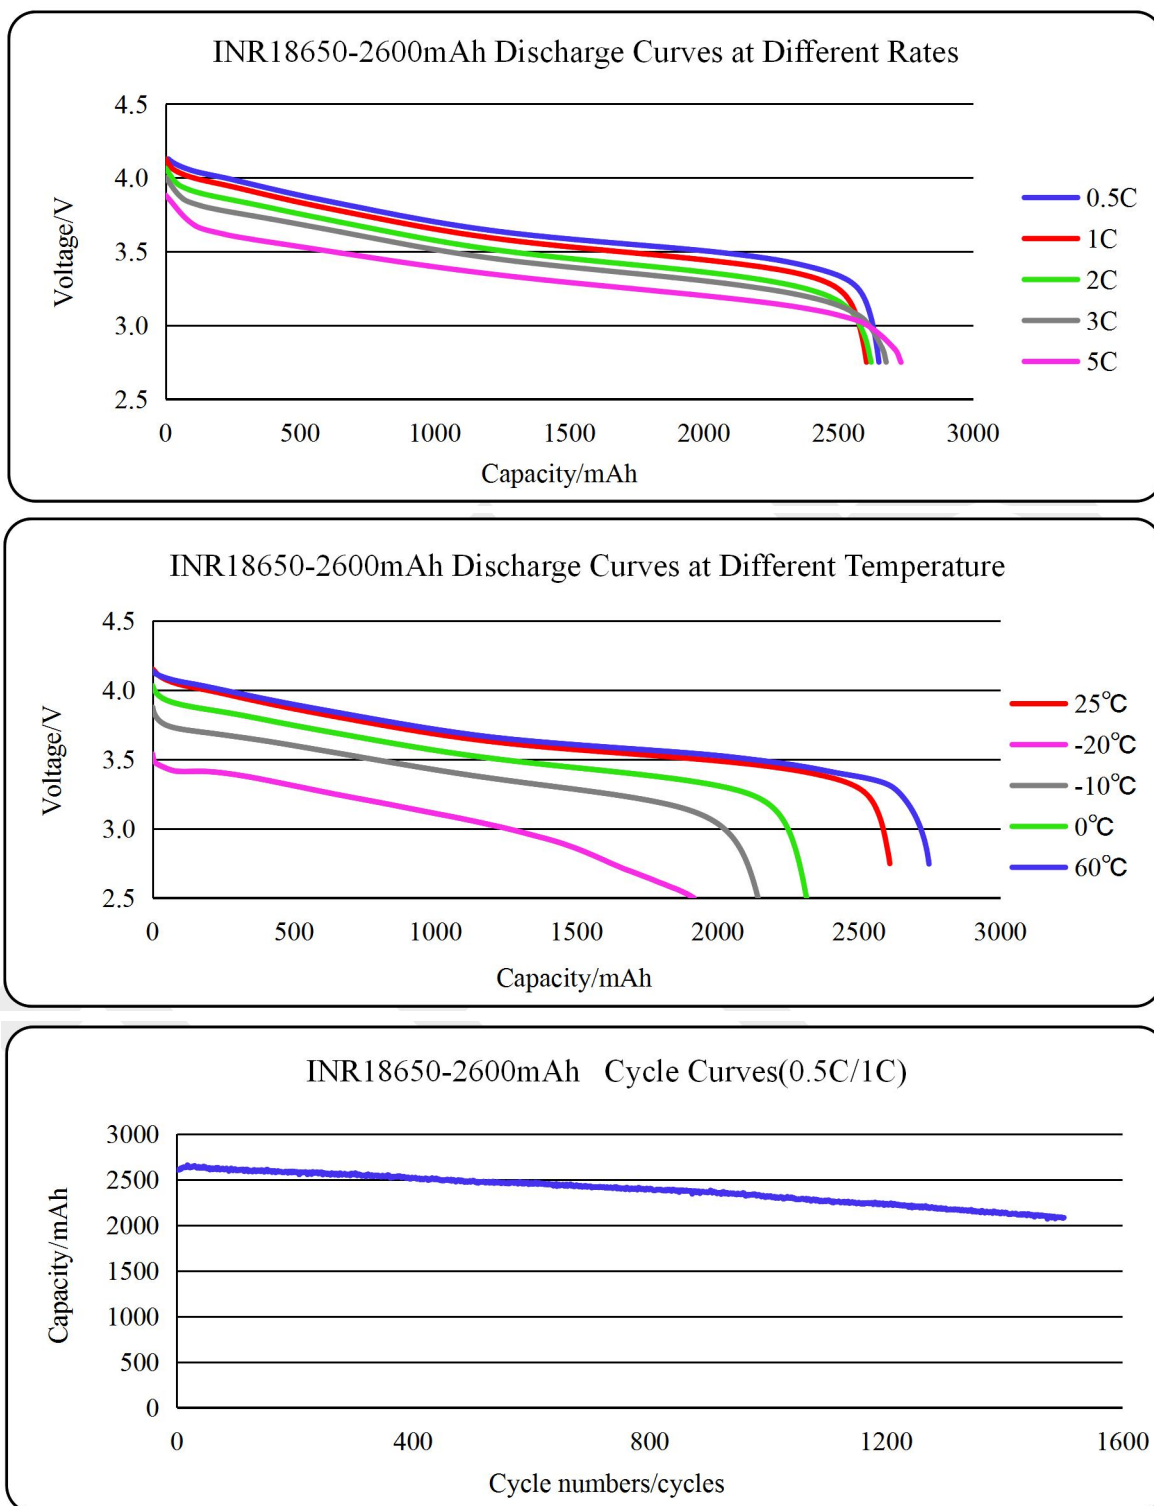 INR18650-2600mAh Discharge Curves at Different Rates
4.5
4.0
3.5
3.0
2.5
Voltage/V
0 500 1000 1500 2000 2500 3000
Capacity/mAh
0.5C
1C
2C
3C
5C
INR18650-2600mAh Discharge Curves at Different Temperature
4.5
4.0
3.5
3.0
2.5
Voltage/V
0 500 1000 1500 2000 2500 3000
Capacity/mAh
25℃
-20℃
-10℃
0℃
60℃
INR18650-2600mAh Cycle Curves(0.5C/1C)
3000
2500
2000
1500
1000
500
0
Capacity/mAh
0 400 800 1200 1600
Cycle numbers/cycles